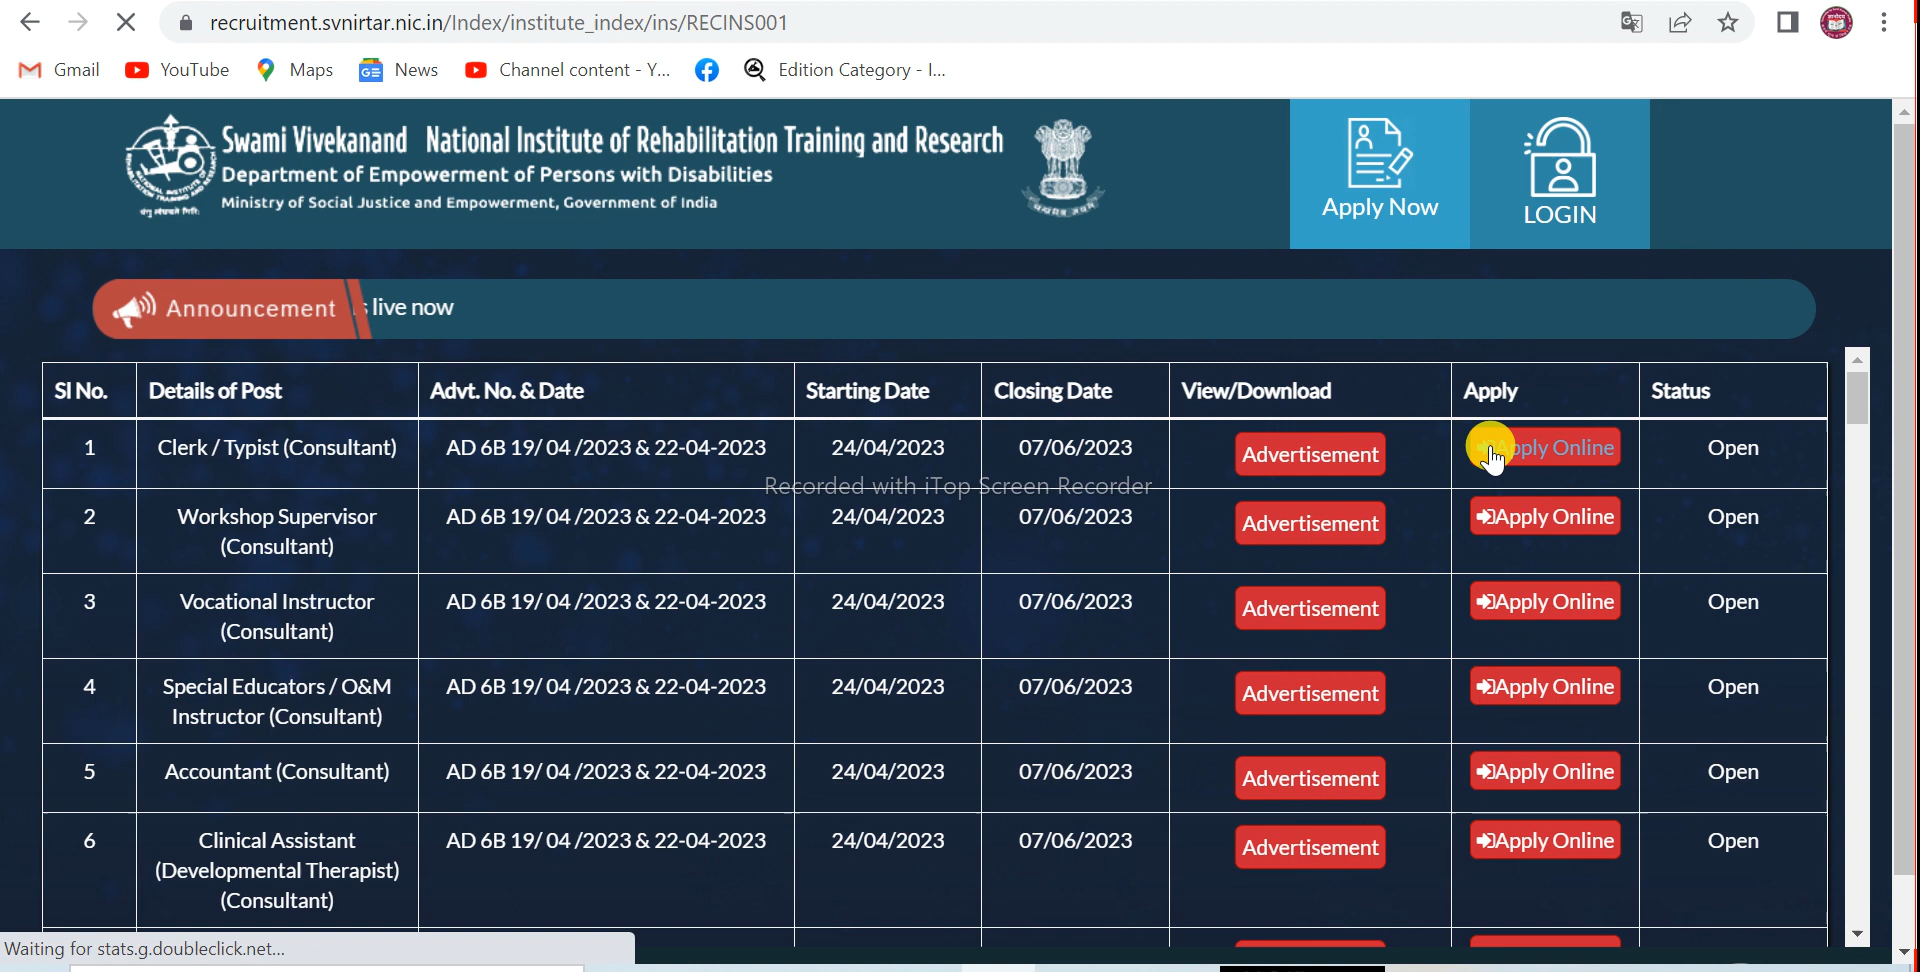 recruitment.svnirtar.nic.in/Index/institute_index/ins/RECINS001
Gmail YouTube Maps News Channel content - Y... Edition Category - I...
Swami Vivekanand National Institute of Rehabilitation Training and Research
Department of Empowerment of Persons with Disabilities
Ministry of Social Justice and Empowerment, Government of India
Apply Now
LOGIN
Announcement
s live now
Sl No. Details of Post Advt. No. & Date Starting Date Closing Date View/Download Apply Status
1 Clerk / Typist (Consultant) AD 6B 19/ 04 /2023 & 22-04-2023 24/04/2023 07/06/2023 Advertisement Apply Online Open
Recorded with iTop Screen Recorder
2 Workshop Supervisor AD 6B 19/ 04 /2023 & 22-04-2023 24/04/2023 07/06/2023 Advertisement Apply Online Open
(Consultant)
3 Vocational Instructor AD 6B 19/ 04 /2023 & 22-04-2023 24/04/2023 07/06/2023 Advertisement Apply Online Open
(Consultant)
4 Special Educators / O&M AD 6B 19/ 04 /2023 & 22-04-2023 24/04/2023 07/06/2023 Advertisement Apply Online Open
Instructor (Consultant)
5 Accountant (Consultant) AD 6B 19/ 04 /2023 & 22-04-2023 24/04/2023 07/06/2023 Advertisement Apply Online Open
6 Clinical Assistant AD 6B 19/ 04 /2023 & 22-04-2023 24/04/2023 07/06/2023 Advertisement Apply Online Open
(Developmental Therapist)
(Consultant)
Waiting for stats.g.doubleclick.net...